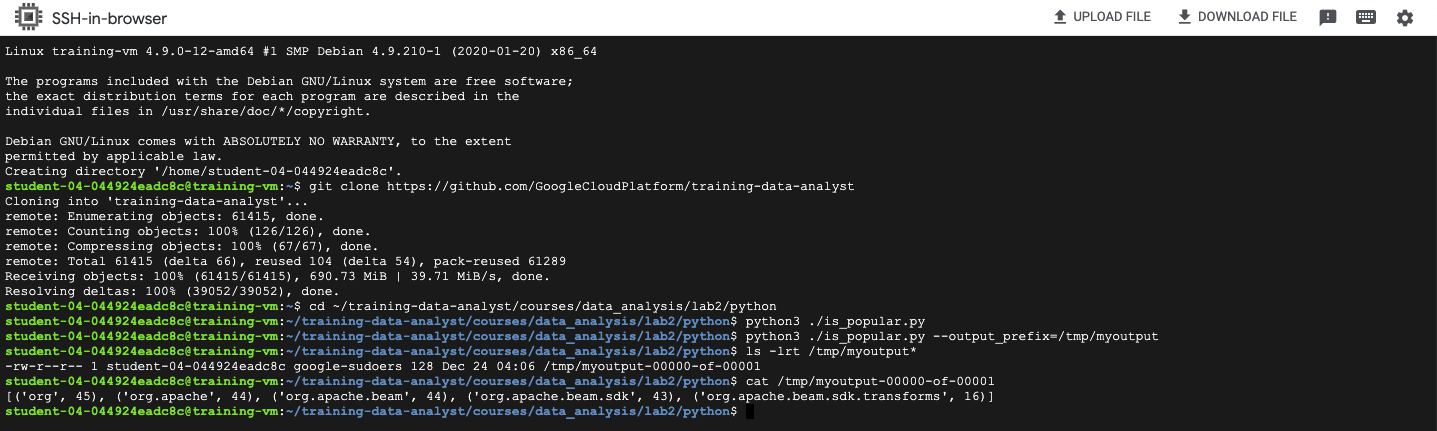 SSH-in-browser
UPLOAD FILE
DOWNLOAD FILE
Linux training-vm 4.9.0-12-amd64 #1 SMP Debian 4.9.210-1 (2020-01-20) x86_64
The programs included with the Debian GNU/Linux system are free software;
the exact distribution terms for each program are described in the
individual files in /usr/share/doc/*/copyright.
Debian GNU/Linux comes with ABSOLUTELY NO WARRANTY, to the extent
permitted by applicable law.
Creating directory '/home/student-04-044924eadc8c'.
student-04-044924eadc8c@training-vm:~$ git clone https://github.com/GoogleCloudPlatform/training-data-analyst
Cloning into 'training-data-analyst'...
remote: Enumerating objects: 61415, done.
remote: Counting objects: 100% (126/126), done.
remote: Compressing objects: 100% (67/67), done.
remote: Total 61415 (delta 66), reused 104 (delta 54), pack-reused 61289
Receiving objects: 100% (61415/61415), 690.73 MiB | 39.71 MiB/s, done.
Resolving deltas: 100% (39052/39052), done.
student-04-044924eadc8c@training-vm:~$ cd ~/training-data-analyst/courses/data_analysis/lab2/python
student-04-044924eadc8c@training-vm:~/training-data-analyst/courses/data_analysis/lab2/python$ python3 ./is_popular.py
student-04-044924eadc8c@training-vm:~/training-data-analyst/courses/data_analysis/lab2/python$ python3 ./is_popular.py --output_prefix=/tmp/myoutput
student-04-044924eadc8c@training-vm:~/training-data-analyst/courses/data_analysis/lab2/python$ ls -lrt /tmp/myoutput*
-rw-r--r-- 1 student-04-044924eadc8c google-sudoers 128 Dec 24 04:06 /tmp/myoutput-00000-of-00001
student-04-044924eadc8c@training-vm:~/training-data-analyst/courses/data_analysis/lab2/python$ cat /tmp/myoutput-00000-of-00001
[('org', 45), ('org.apache', 44), ('org.apache.beam', 44), ('org.apache.beam.sdk', 43), ('org.apache.beam.sdk.transforms', 16)]
student-04-044924eadc8c@training-vm:~/training-data-analyst/courses/data_analysis/lab2/python$